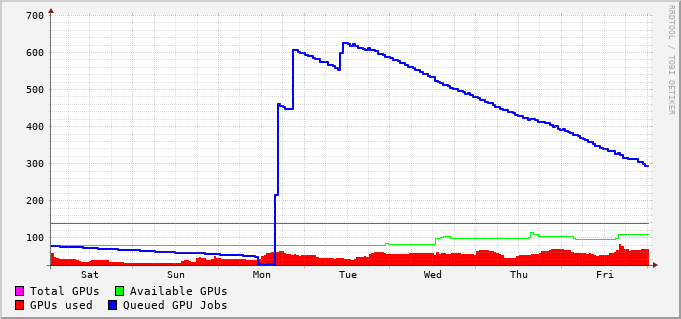 700
600
500
400
300
200
100
Sat Sun Mon Tue Wed Thu Fri
Total GPUs Available GPUs
GPUs used Queued GPU Jobs
RRDTOOL / TOBI OETIKER